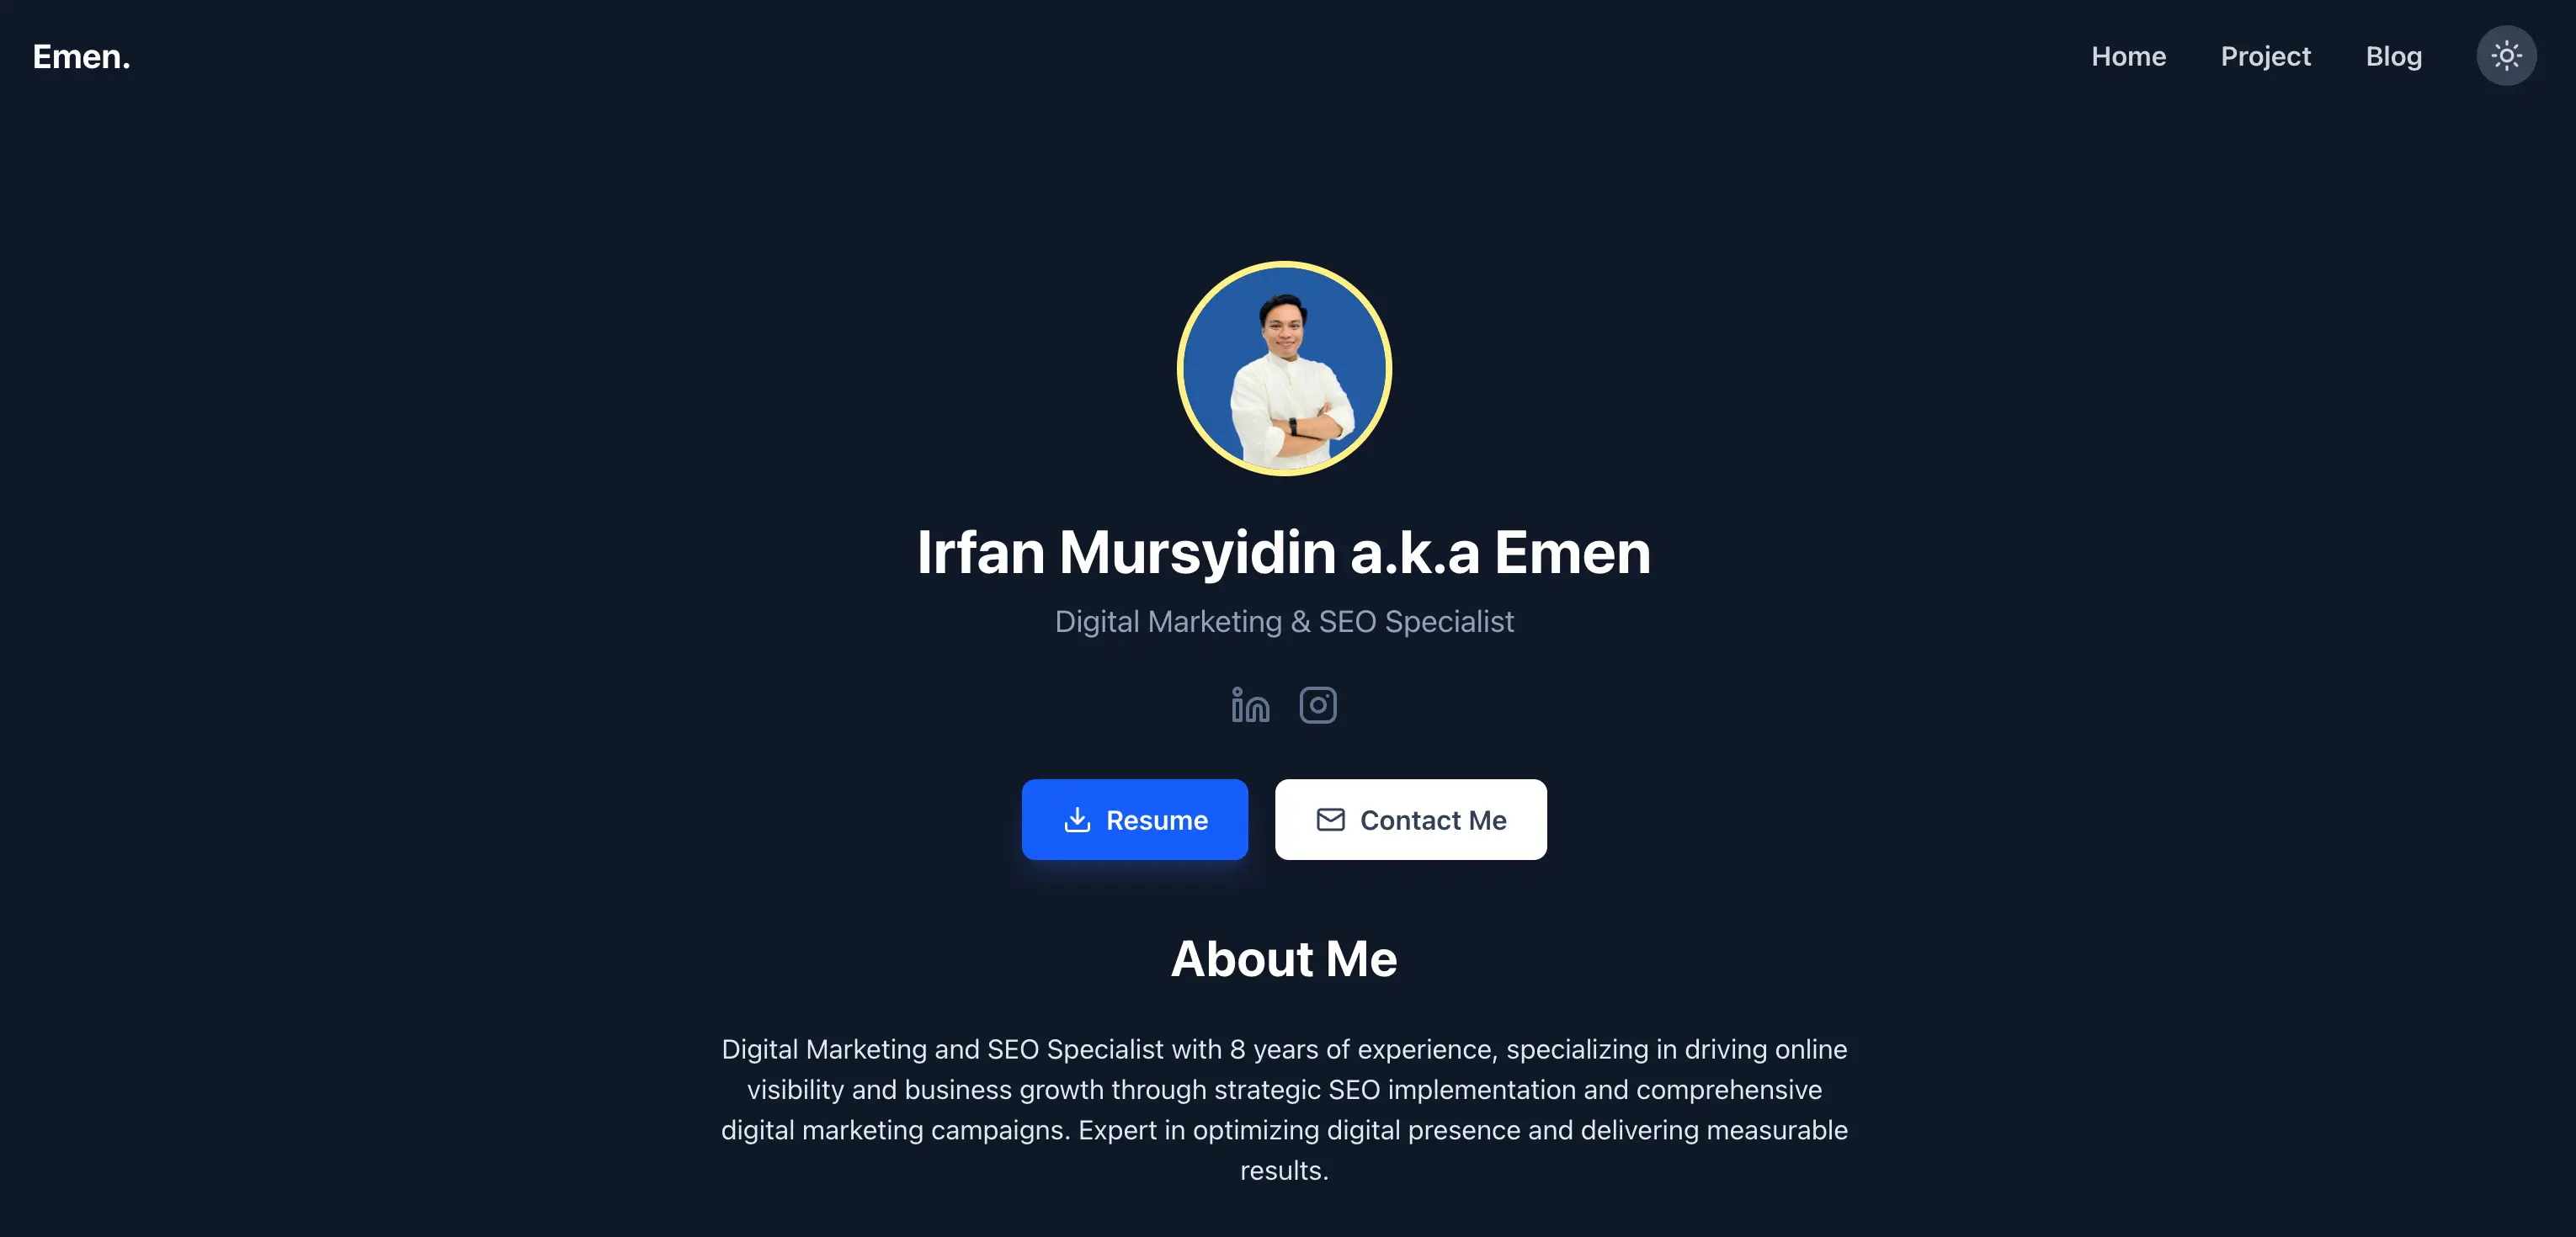 Emen.
Home
Project
Blog
Irfan Mursyidin a.k.a Emen
Digital Marketing & SEO Specialist
Resume
Contact Me
About Me
Digital Marketing and SEO Specialist with 8 years of experience, specializing in driving online
visibility and business growth through strategic SEO implementation and comprehensive
digital marketing campaigns. Expert in optimizing digital presence and delivering measurable
results.